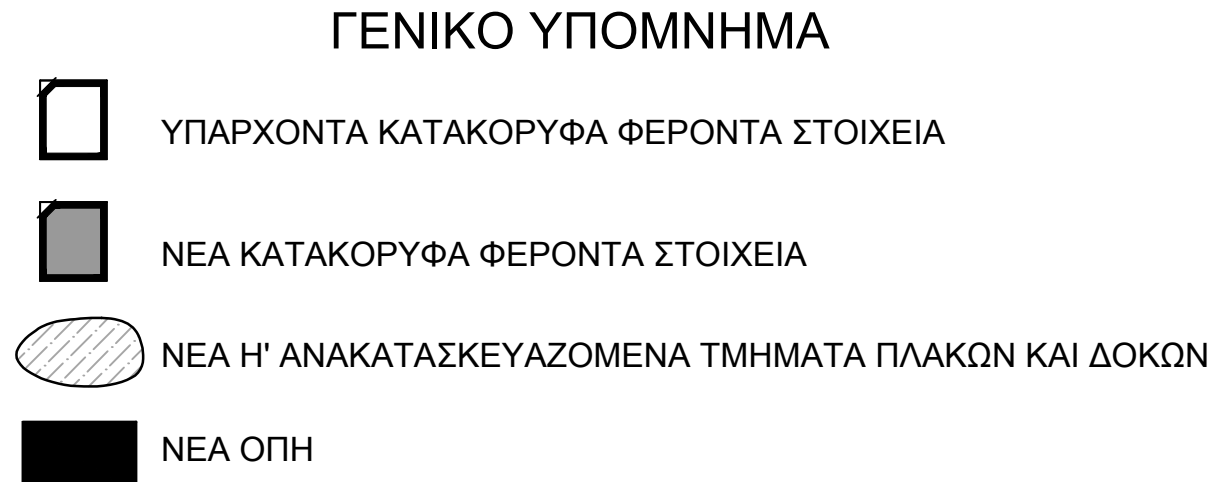 ΓΕΝΙΚΟ ΥΠΟΜΝΗΜΑ
ΥΠΑΡΧΟΝΤΑ ΚΑΤΑΚΟΡΥΦΑ ΦΕΡΟΝΤΑ ΣΤΟΙΧΕΙΑ
ΝΕΑ ΚΑΤΑΚΟΡΥΦΑ ΦΕΡΟΝΤΑ ΣΤΟΙΧΕΙΑ
ΝΕΑ Η' ΑΝΑΚΑΤΑΣΚΕΥΑΖΟΜΕΝΑ ΤΜΗΜΑΤΑ ΠΛΑΚΩΝ ΚΑΙ ΔΟΚΩΝ
ΝΕΑ ΟΠΗ